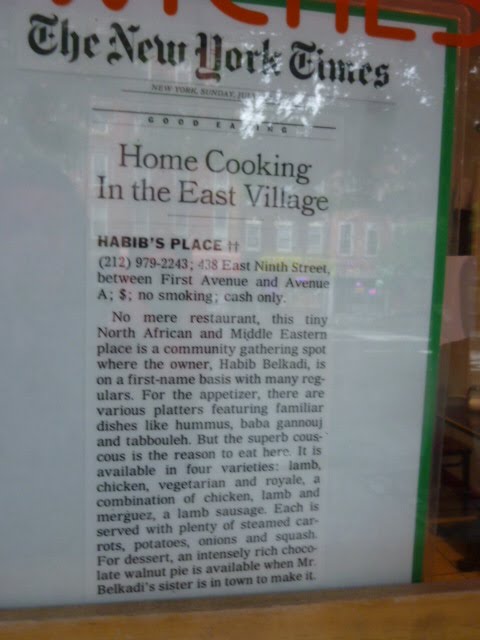 The New York Times
NEW YORK, SUNDAY,
GOOD EATING
Home Cooking
In the East Village
HABIB'S PLACE ††
(212) 979-2243; 438 East Ninth Street,
between First Avenue and Avenue
A; $; no smoking; cash only.
No mere restaurant, this tiny
North African and Middle Eastern
place is a community gathering spot
where the owner, Habib Belkadi, is
on a first-name basis with many reg-
ulars. For the appetizer, there are
various platters featuring familiar
dishes like hummus, baba gannouj
and tabbouleh. But the superb cous-
cous is the reason to eat here. It is
available in four varieties: lamb,
chicken, vegetarian and royale, a
combination of chicken, lamb and
merguez, a lamb sausage. Each is
served with plenty of steamed car-
rots, potatoes, onions and squash.
For dessert, an intensely rich choco-
late walnut pie is available when Mr.
Belkadi's sister is in town to make it.